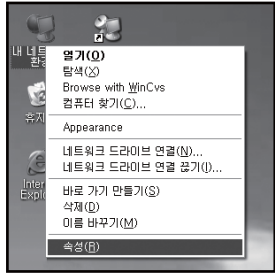 내 네트
환경
휴지
Inter
Explo
열기(O)
탐색(X)
Browse with WinCvs
컴퓨터 찾기(C)...
Appearance
네트워크 드라이브 연결(N)...
네트워크 드라이브 연결 끊기(I)...
바로 가기 만들기(S)
삭제(D)
이름 바꾸기(M)
속성(R)